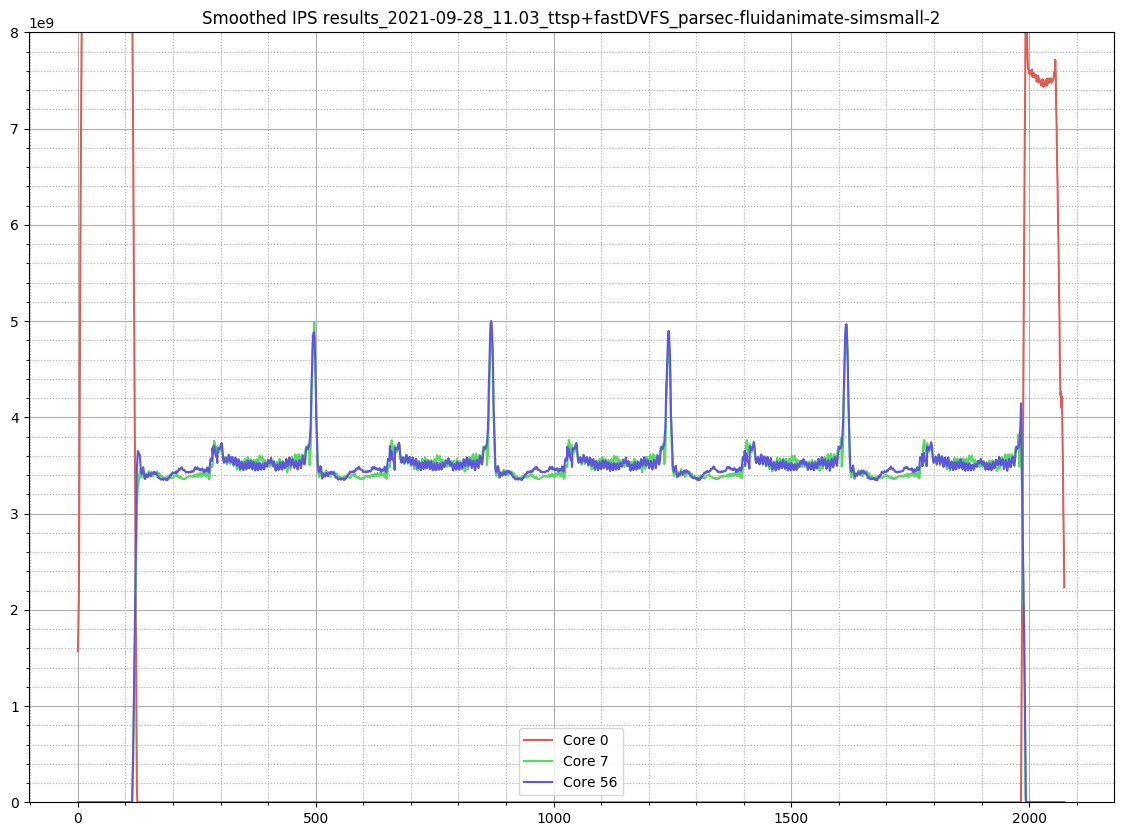 Smoothed IPS results_2021-09-28_11.03_ttsp+fastDVFS_parsec-fluidanimate-simsmall-2
1e9
8
7
6
5
4
3
2
1
0
Core 0
Core 7
Core 56
0 500 1000 1500 2000